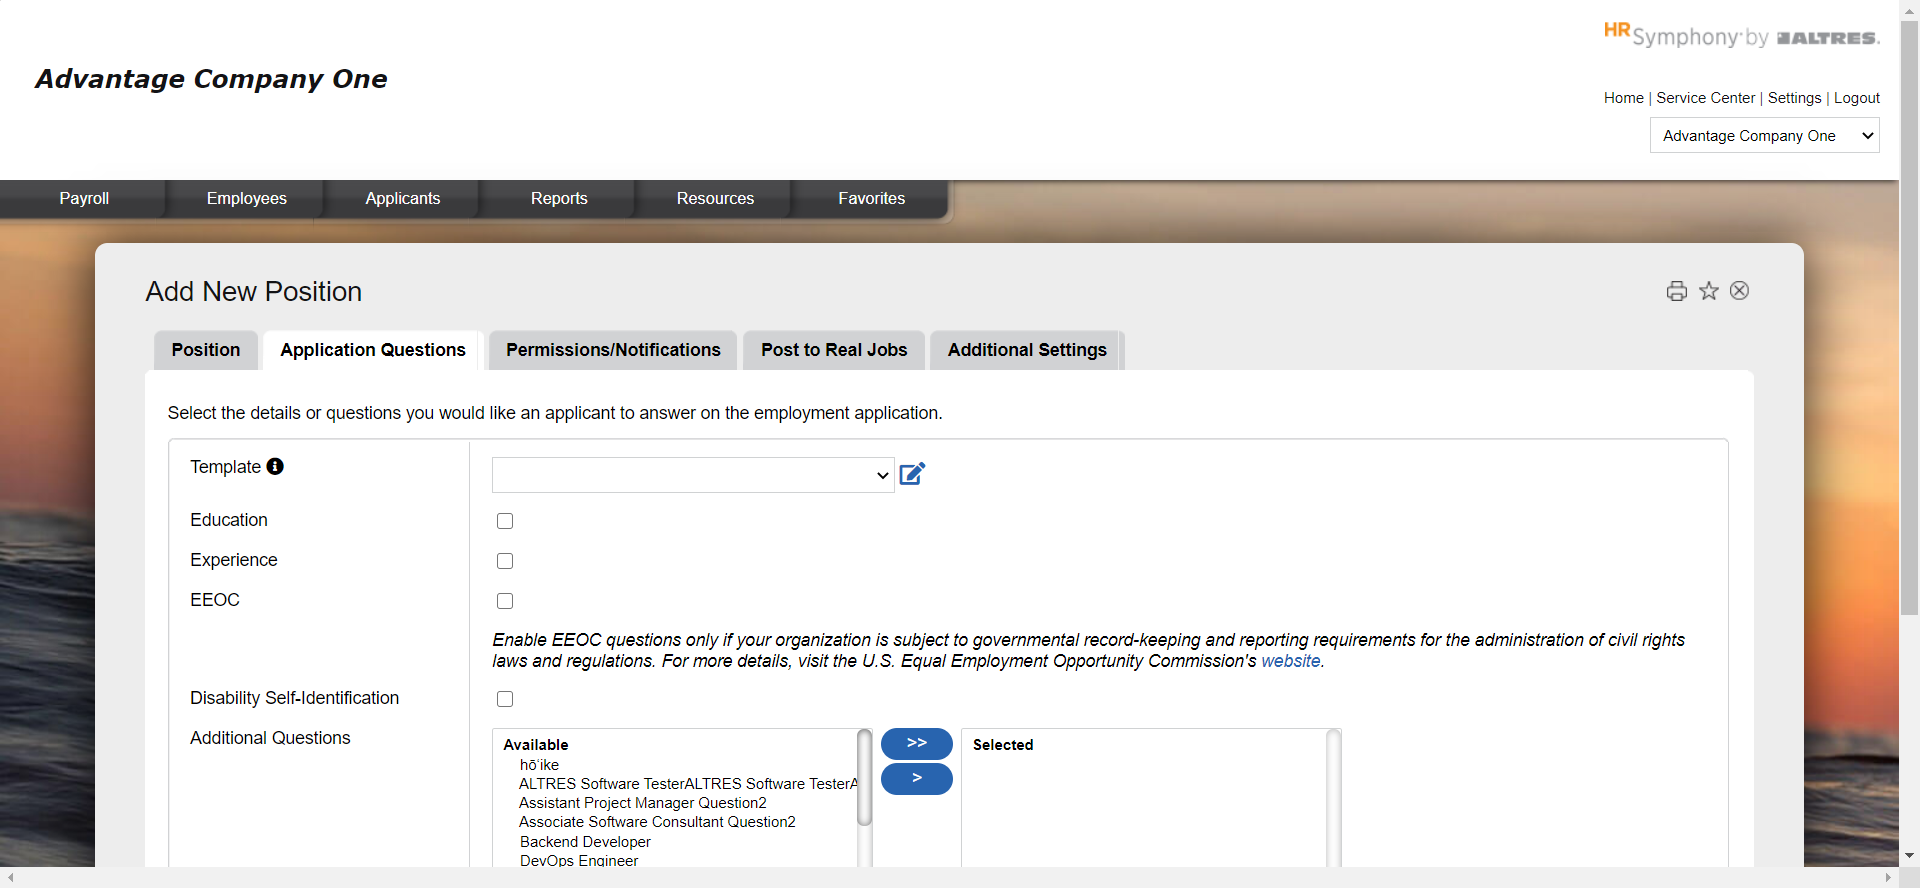 HR Symphony by ALTRES.
Advantage Company One
Home | Service Center | Settings | Logout
Advantage Company One
Payroll Employees Applicants Reports Resources Favorites
Add New Position
Position Application Questions Permissions/Notifications Post to Real Jobs Additional Settings
Select the details or questions you would like an applicant to answer on the employment application.
Template
Education
Experience
EEOC
Enable EEOC questions only if your organization is subject to governmental record-keeping and reporting requirements for the administration of civil rights
laws and regulations. For more details, visit the U.S. Equal Employment Opportunity Commission's website.
Disability Self-Identification
Additional Questions
Available
hōʻike
ALTRES Software TesterALTRES Software TesterA
Assistant Project Manager Question2
Associate Software Consultant Question2
Backend Developer
DevOps Engineer
>>
>
Selected